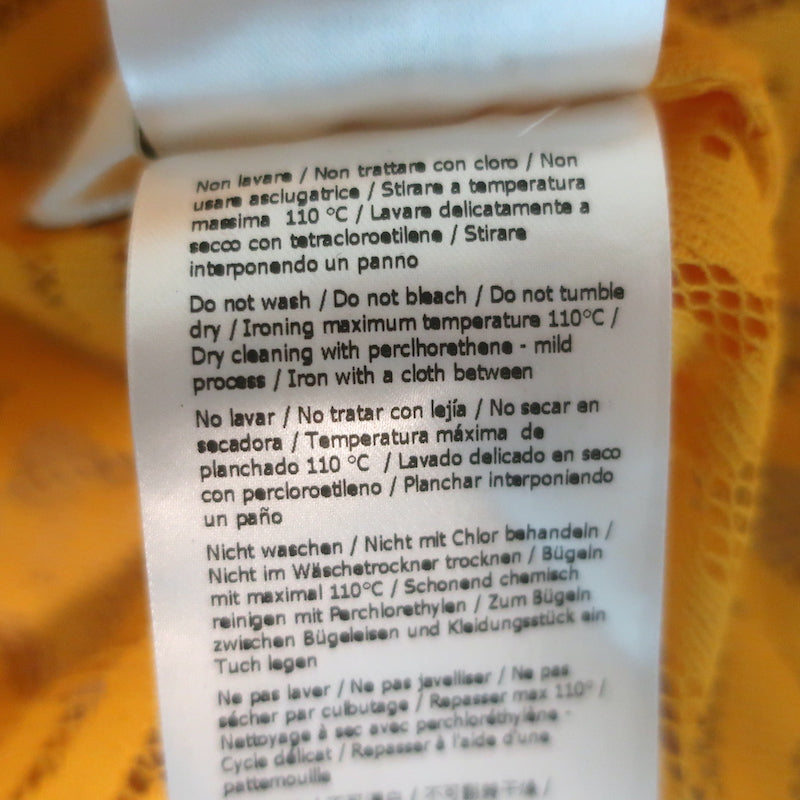 Non lavare / Non trattare con cloro / Non
usare asciugatrice / Stirare a temperatura
massima 110 °C / Lavare delicatamente a
secco con tetracloroetilene / Stirare
interponendo un panno
Do not wash / Do not bleach / Do not tumble
dry / Ironing maximum temperature 110°C /
Dry cleaning with perclhorethene - mild
process / Iron with a cloth between
No lavar / No tratar con lejía / No secar en
secadora / Temperatura máxima de
planchado 110 °C / Lavado delicado en seco
con percloroetileno / Planchar interponiendo
un paño
Nicht waschen / Nicht mit Chlor behandeln /
Nicht im Wäschetrockner trocknen / Bügeln
mit maximal 110°C / Schonend chemisch
reinigen mit Perchlorethylen / Zum Bügeln
zwischen Bügeleisen und Kleidungsstück ein
Tuch legen
Ne pas laver / Ne pas javelliser / Ne pas
sécher par culbutage / Repasser max 110° /
Nettoyage à sec avec perchloréthylène -
Cycle délicat / Repasser à l'aide d'une
pattemouille